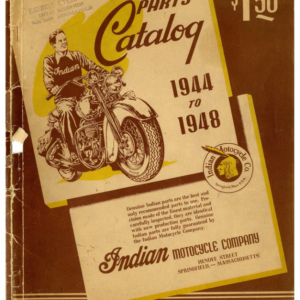 $1.50
PARTS
Catalog
1944
TO
1948
Indian
Indian Motocycle Co.
Genuine Indian parts are the best and
only recommended parts to use. Pre-
cision made of the finest material and
carefully inspected, they are identical
with new production parts. Genuine
Indian parts are fully guaranteed by
the Indian Motocycle Company.
Indian MOTOCYCLE COMPANY
HENDEE STREET
SPRINGFIELD — MASSACHUSETTS